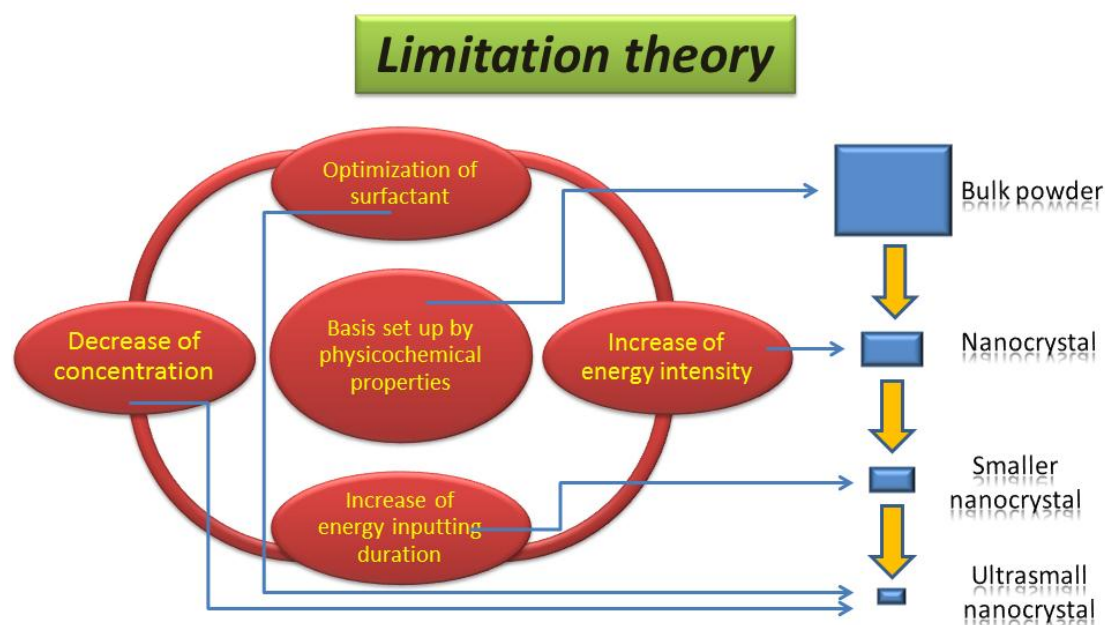 Limitation theory
Optimization of
surfactant
Bulk powder
Decrease of
concentration
Basis set up by
physicochemical
properties
Increase of
energy intensity
Nanocrystal
Increase of
energy inputting
duration
Smaller
nanocrystal
Ultrasmall
nanocrystal